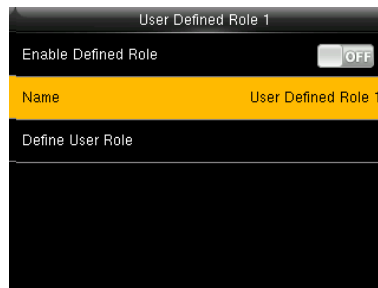 User Defined Role 1
Enable Defined Role OFF
Name User Defined Role 1
Define User Role